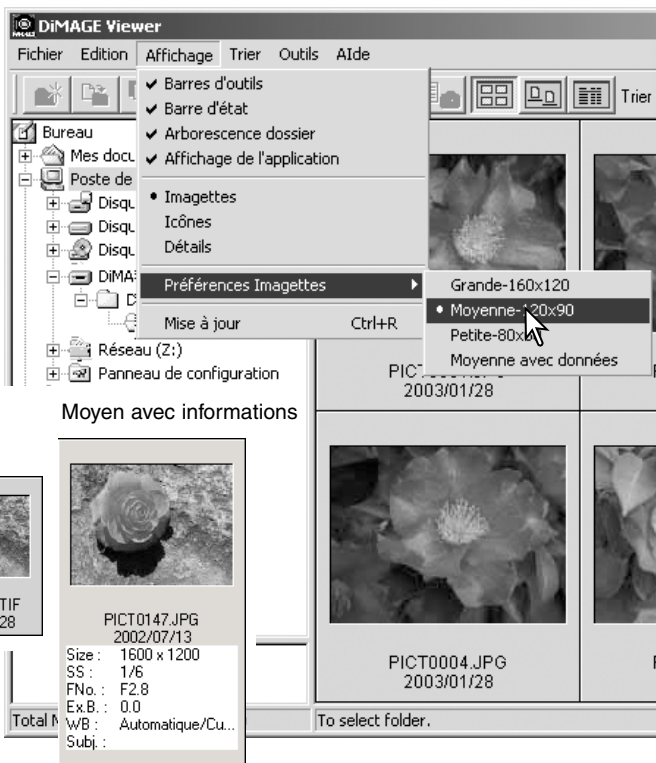 DiMAGE Viewer
Fichier Edition Affichage Trier Outils AIde
Barres d'outils
Barre d'état
Arborescence dossier
Affichage de l'application
Imagettes
Icônes
Détails
Préférences Imagettes
Mise à jour Ctrl+R
Grande-160x120
Moyenne-120x90
Petite-80x
Moyenne avec données
Trier
Bureau
Mes docu
Poste de
Disqu
Disqu
Disqu
DiMA
Réseau (Z:)
Panneau de configuration
2003/01/28
Moyen avec informations
TIF
28
PICT0147.JPG
2002/07/13
Size : 1600 x 1200
SS : 1/6
FNo. : F2.8
Ex.B. : 0.0
WB : Automatique/Cu...
Subj. :
PICT0004.JPG
2003/01/28
Total
To select folder.